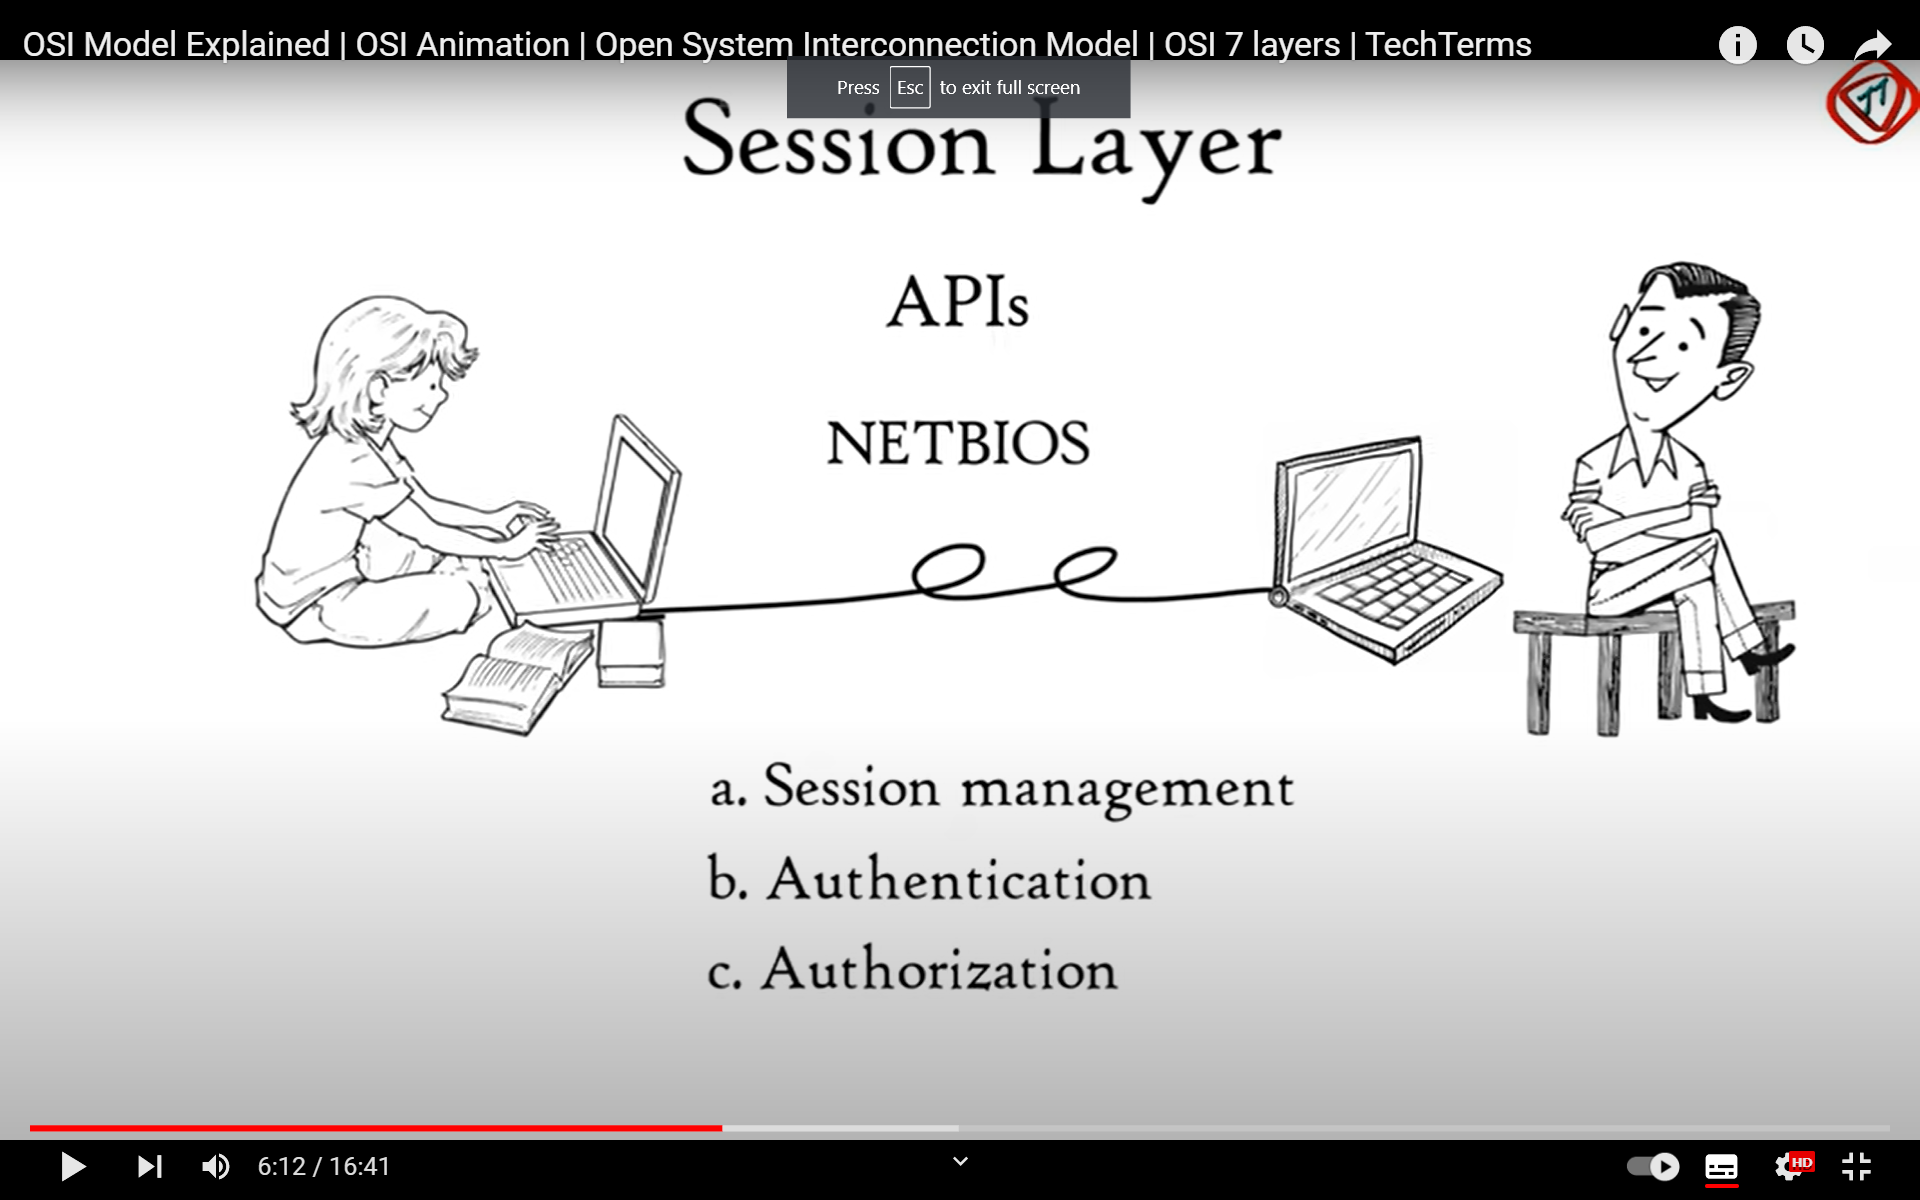 OSI Model Explained | OSI Animation | Open System Interconnection Model | OSI 7 layers | TechTerms
Press Esc to exit full screen
Session Layer
APIs
NETBIOS
a. Session management
b. Authentication
c. Authorization
6:12 / 16:41
HD